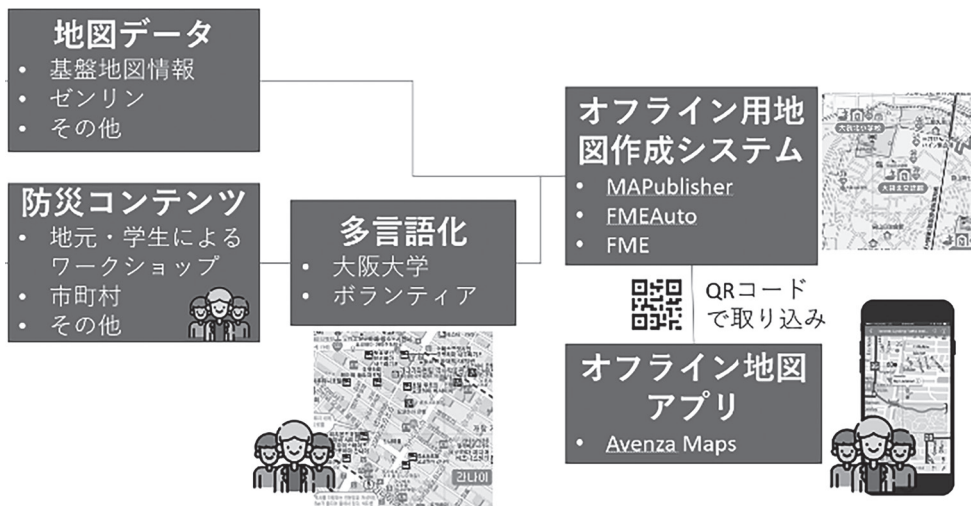 地図データ
• 基盤地図情報
• ゼンリン
• その他
防災コンテンツ
• 地元・学生による
ワークショップ
• 市町村
• その他
多言語化
• 大阪大学
• ボランティア
オフライン用地
図作成システム
• MAPublisher
• FMEAuto
• FME
QRコード
で取り込み
オフライン地図
アプリ
• Avenza Maps